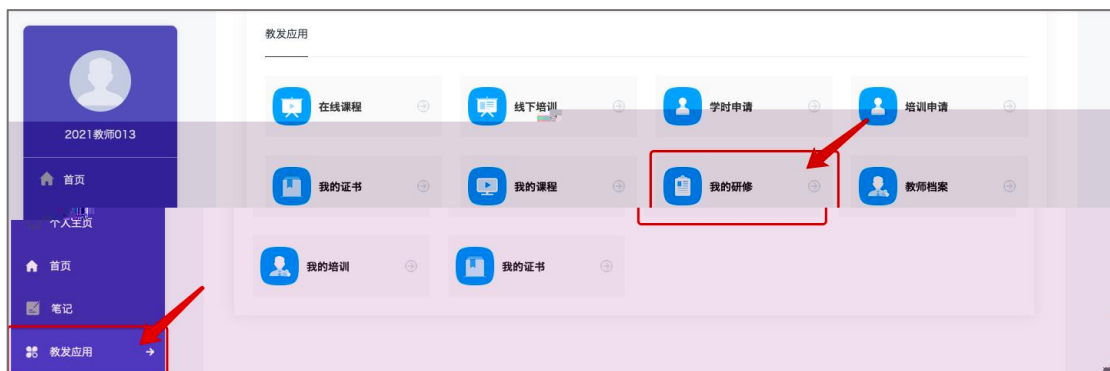 教发应用
在线课程
线下培训
学时申请
培训申请
2021教师013
首页
我的证书
我的课程
我的研修
教师档案
个人主页
首页
我的培训
我的证书
笔记
教发应用